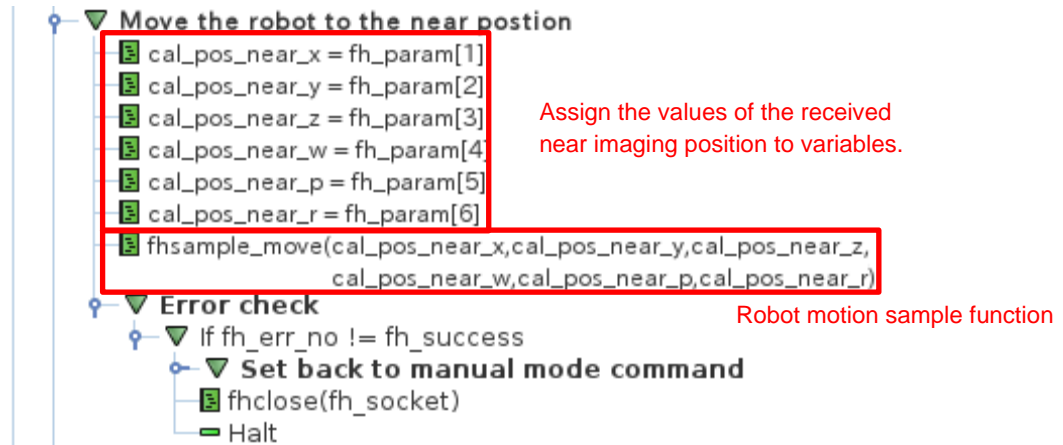 Move the robot to the near postion
cal_pos_near_x = fh_param[1]
cal_pos_near_y = fh_param[2]
cal_pos_near_z = fh_param[3]
cal_pos_near_w = fh_param[4]
cal_pos_near_p = fh_param[5]
cal_pos_near_r = fh_param[6]
Assign the values of the received
near imaging position to variables.
fhsample_move(cal_pos_near_x,cal_pos_near_y,cal_pos_near_z,
cal_pos_near_w,cal_pos_near_p,cal_pos_near_r)
Robot motion sample function
Error check
If fh_err_no != fh_success
Set back to manual mode command
fhclose(fh_socket)
Halt